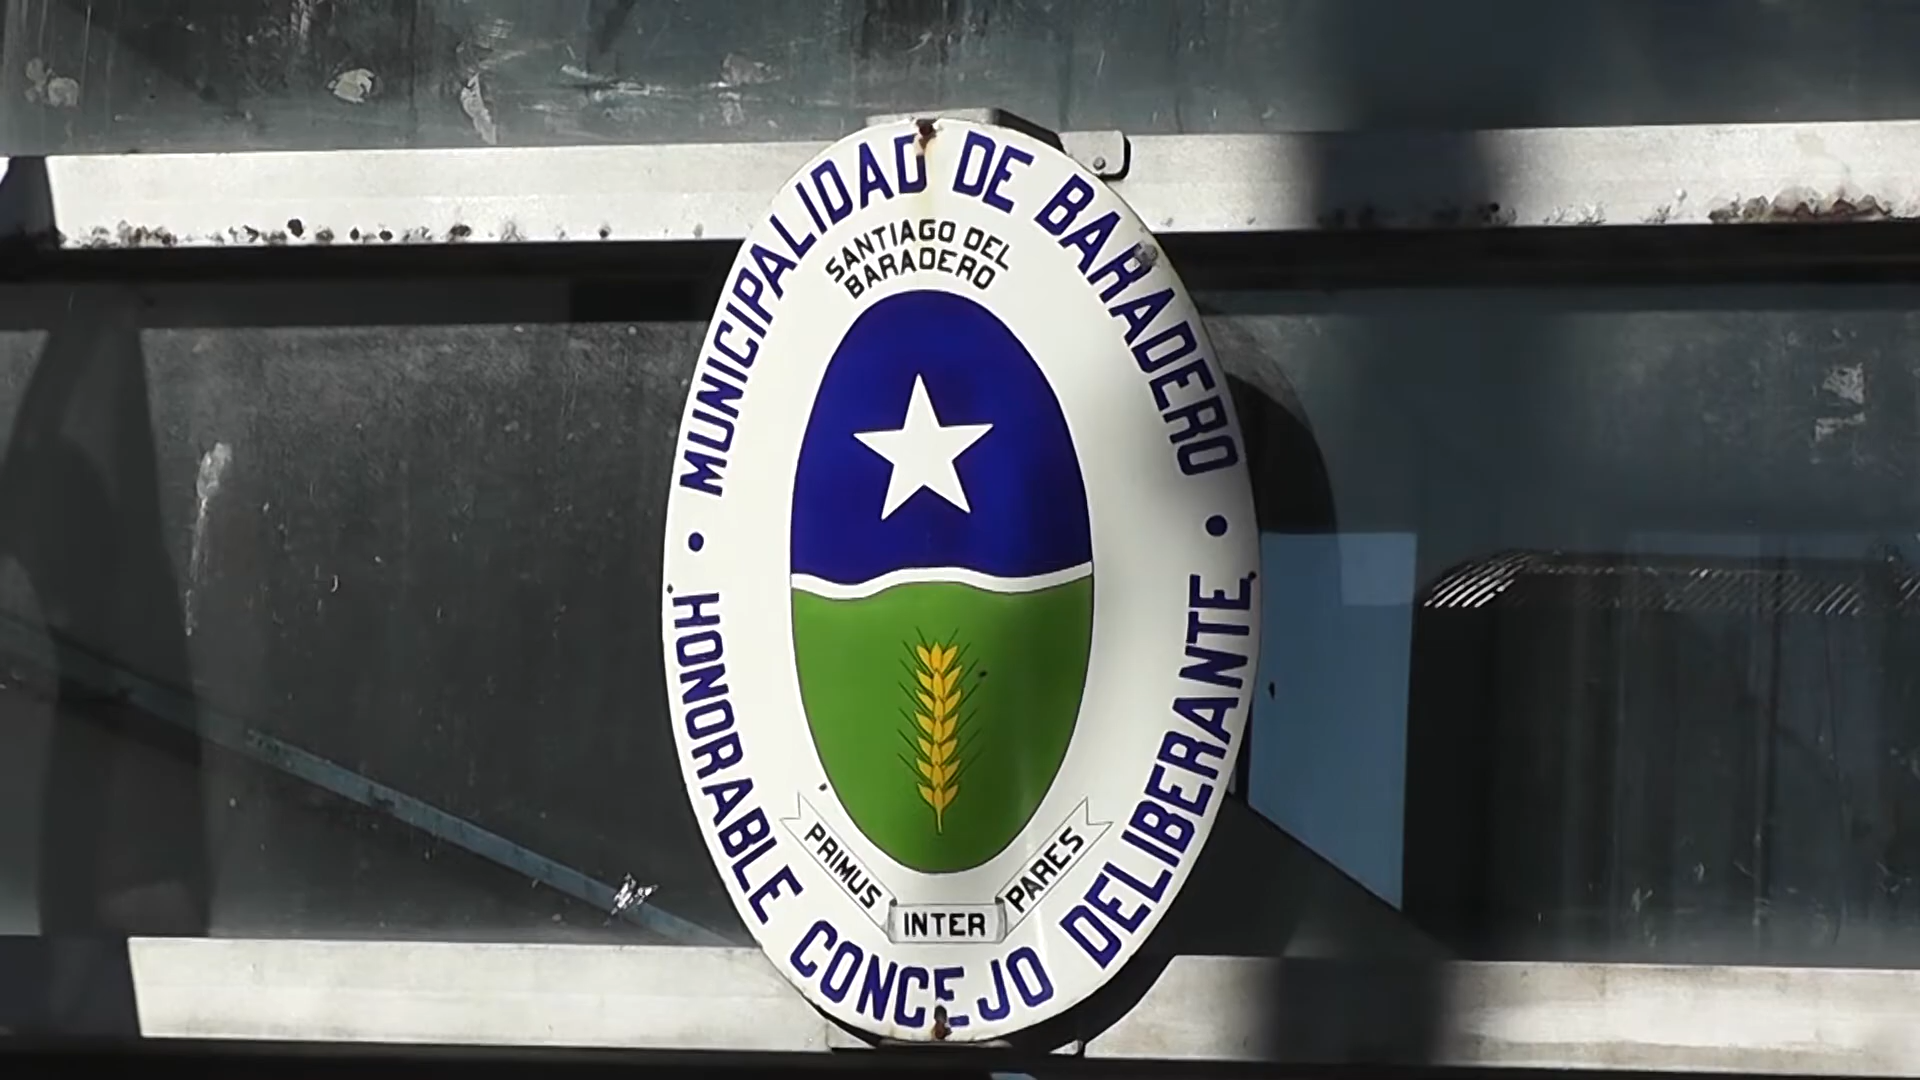 MUNICIPALIDAD DE BARADERO
SANTIAGO DEL
BARADERO
PRIMUS INTER PARES
HONORABLE CONCEJO DELIBERANTE